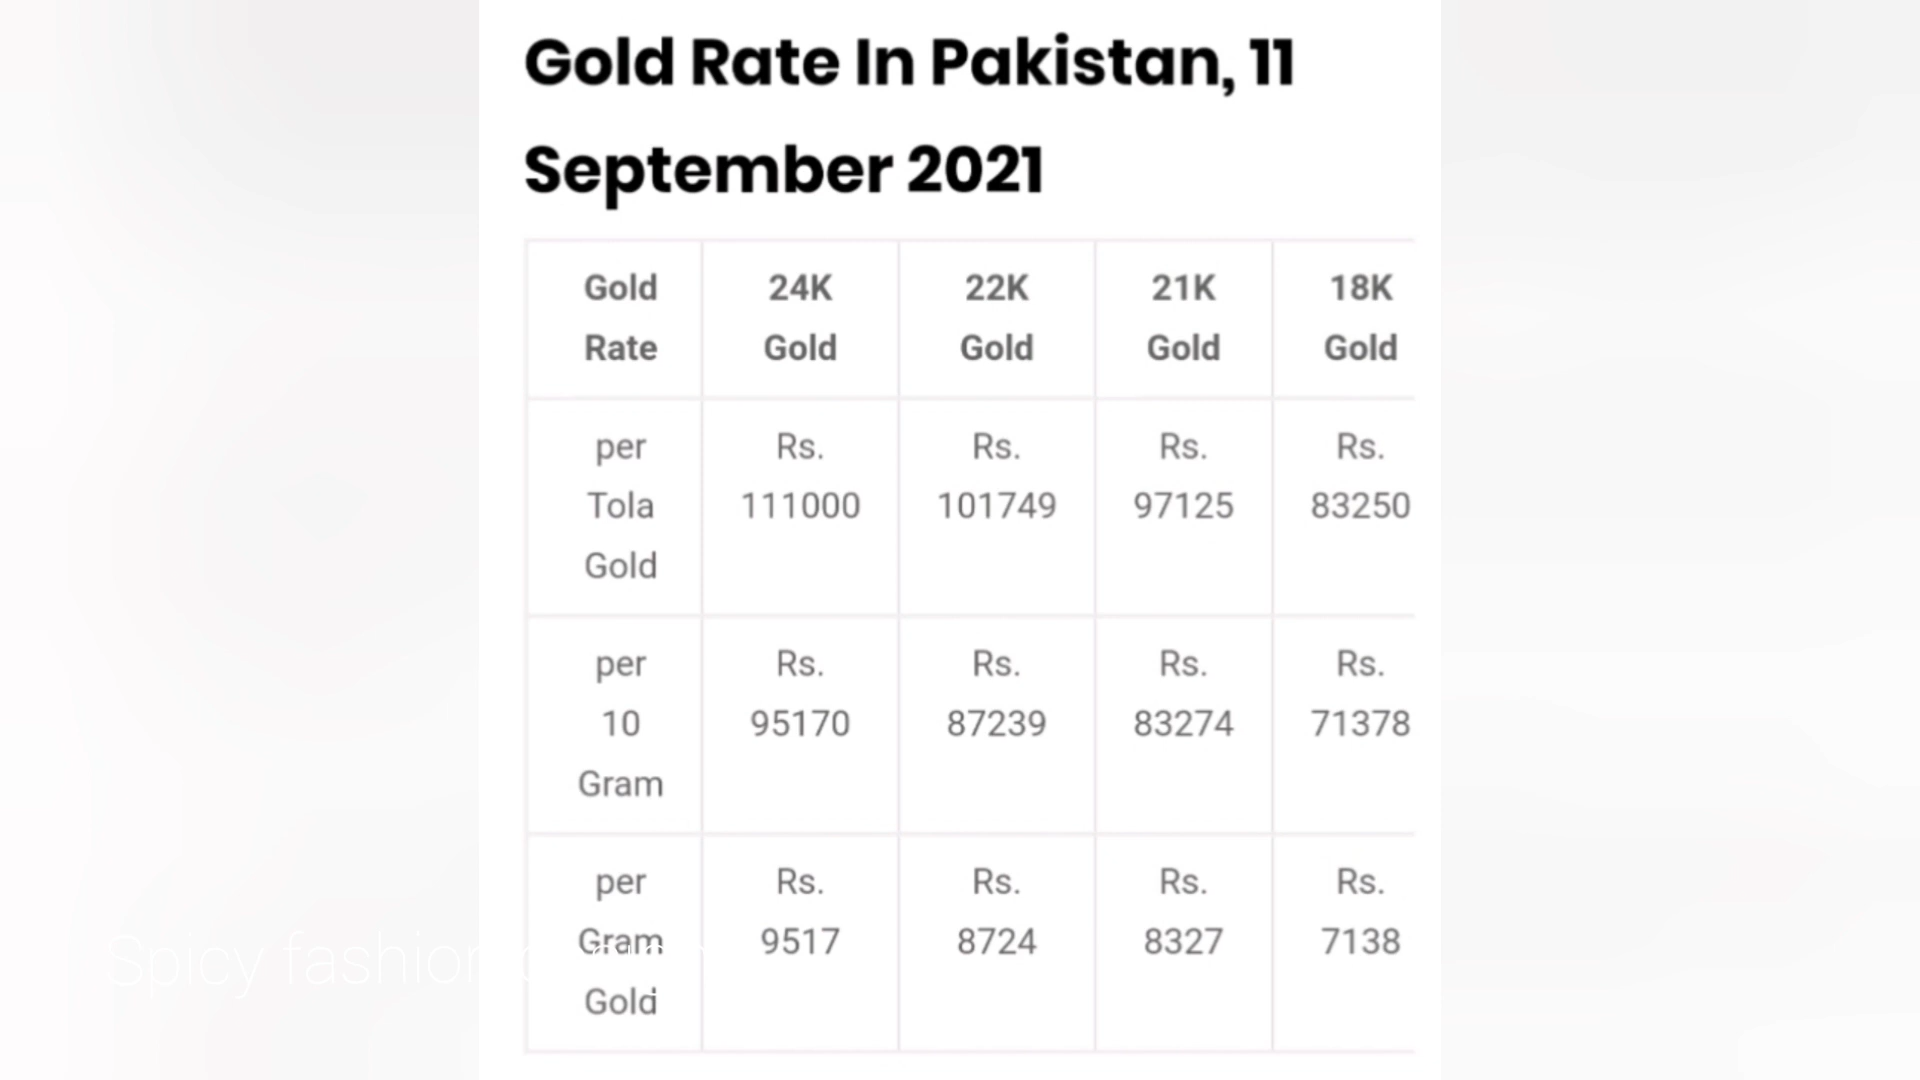 Gold Rate In Pakistan, 11
September 2021
Gold Rate 24K Gold 22K Gold 21K Gold 18K Gold
per Tola Gold Rs. 111000 Rs. 101749 Rs. 97125 Rs. 83250
per 10 Gram Rs. 95170 Rs. 87239 Rs. 83274 Rs. 71378
per Gram Gold Rs. 9517 Rs. 8724 Rs. 8327 Rs. 7138
Spicy fashion